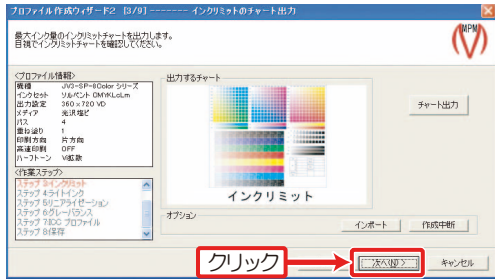 プロファイル作成ウィザード2 [3/9] ------- インクリミットのチャート出力
最大インク量のインクリミットチャートを出力します。
目視でインクリミットチャートを確認してください。
MPM
<プロファイル情報>
機種 JV3-SP-8Color シリーズ
インクセット ソルベント CMYKLcLm
出力設定 360 x 720 VD
メディア 光沢塩ビ
パス 4
重ね塗り 1
印刷方向 片方向
高速印刷 OFF
ハーフトーン V拡散
<作業ステップ>
ステップ 3:インクリミット
ステップ 4:ライトインク
ステップ 5:リニアライゼーション
ステップ 6:グレーバランス
ステップ 7:ICC プロファイル
ステップ 8:保存
出力するチャート
インクリミット
チャート出力
オプション
インポート
作成中断
クリック
次へ(N) >
キャンセル